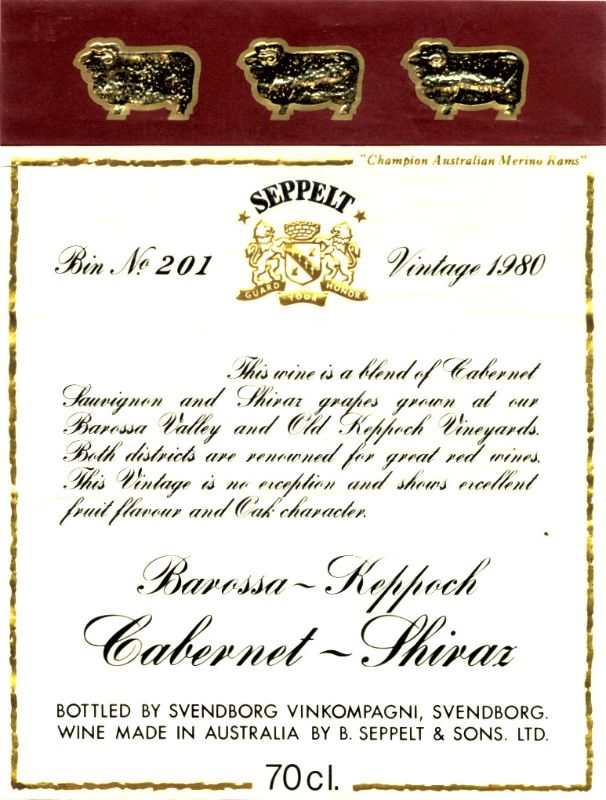 "Champion Australian Merino Rams"
SEPPELT
Bin No 201
Vintage 1980
GUARD YOUR HONOR
This wine is a blend of Cabernet
Sauvignon and Shiraz grapes grown at our
Barossa Valley and Old Keppoch Vineyards.
Both districts are renowned for great red wines.
This Vintage is no exception and shows excellent
fruit flavour and Oak character.
Barossa ~ Keppoch
Cabernet ~ Shiraz
BOTTLED BY SVENDBORG VINKOMPAGNI, SVENDBORG.
WINE MADE IN AUSTRALIA BY B. SEPPELT & SONS. LTD.
70cl.